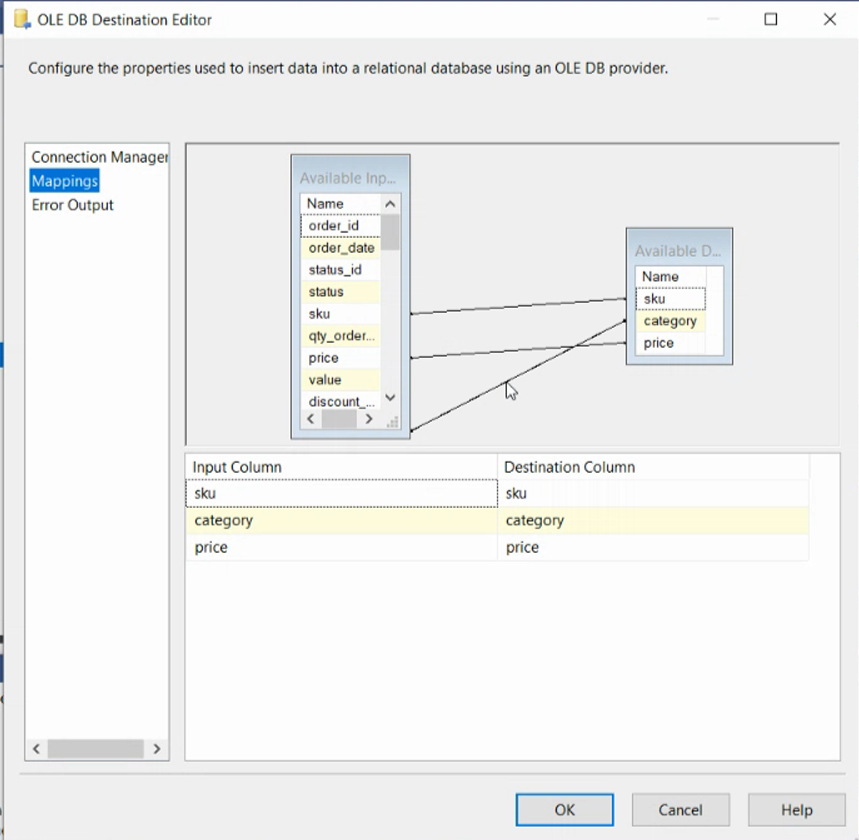 OLE DB Destination Editor
Configure the properties used to insert data into a relational database using an OLE DB provider.
Connection Manager
Mappings
Error Output
Available Inp...
Name
order_id
order_date
status_id
status
sku
qty_order...
price
value
discount_...
Available D...
Name
sku
category
price
Input Column Destination Column
sku sku
category category
price price
OK Cancel Help